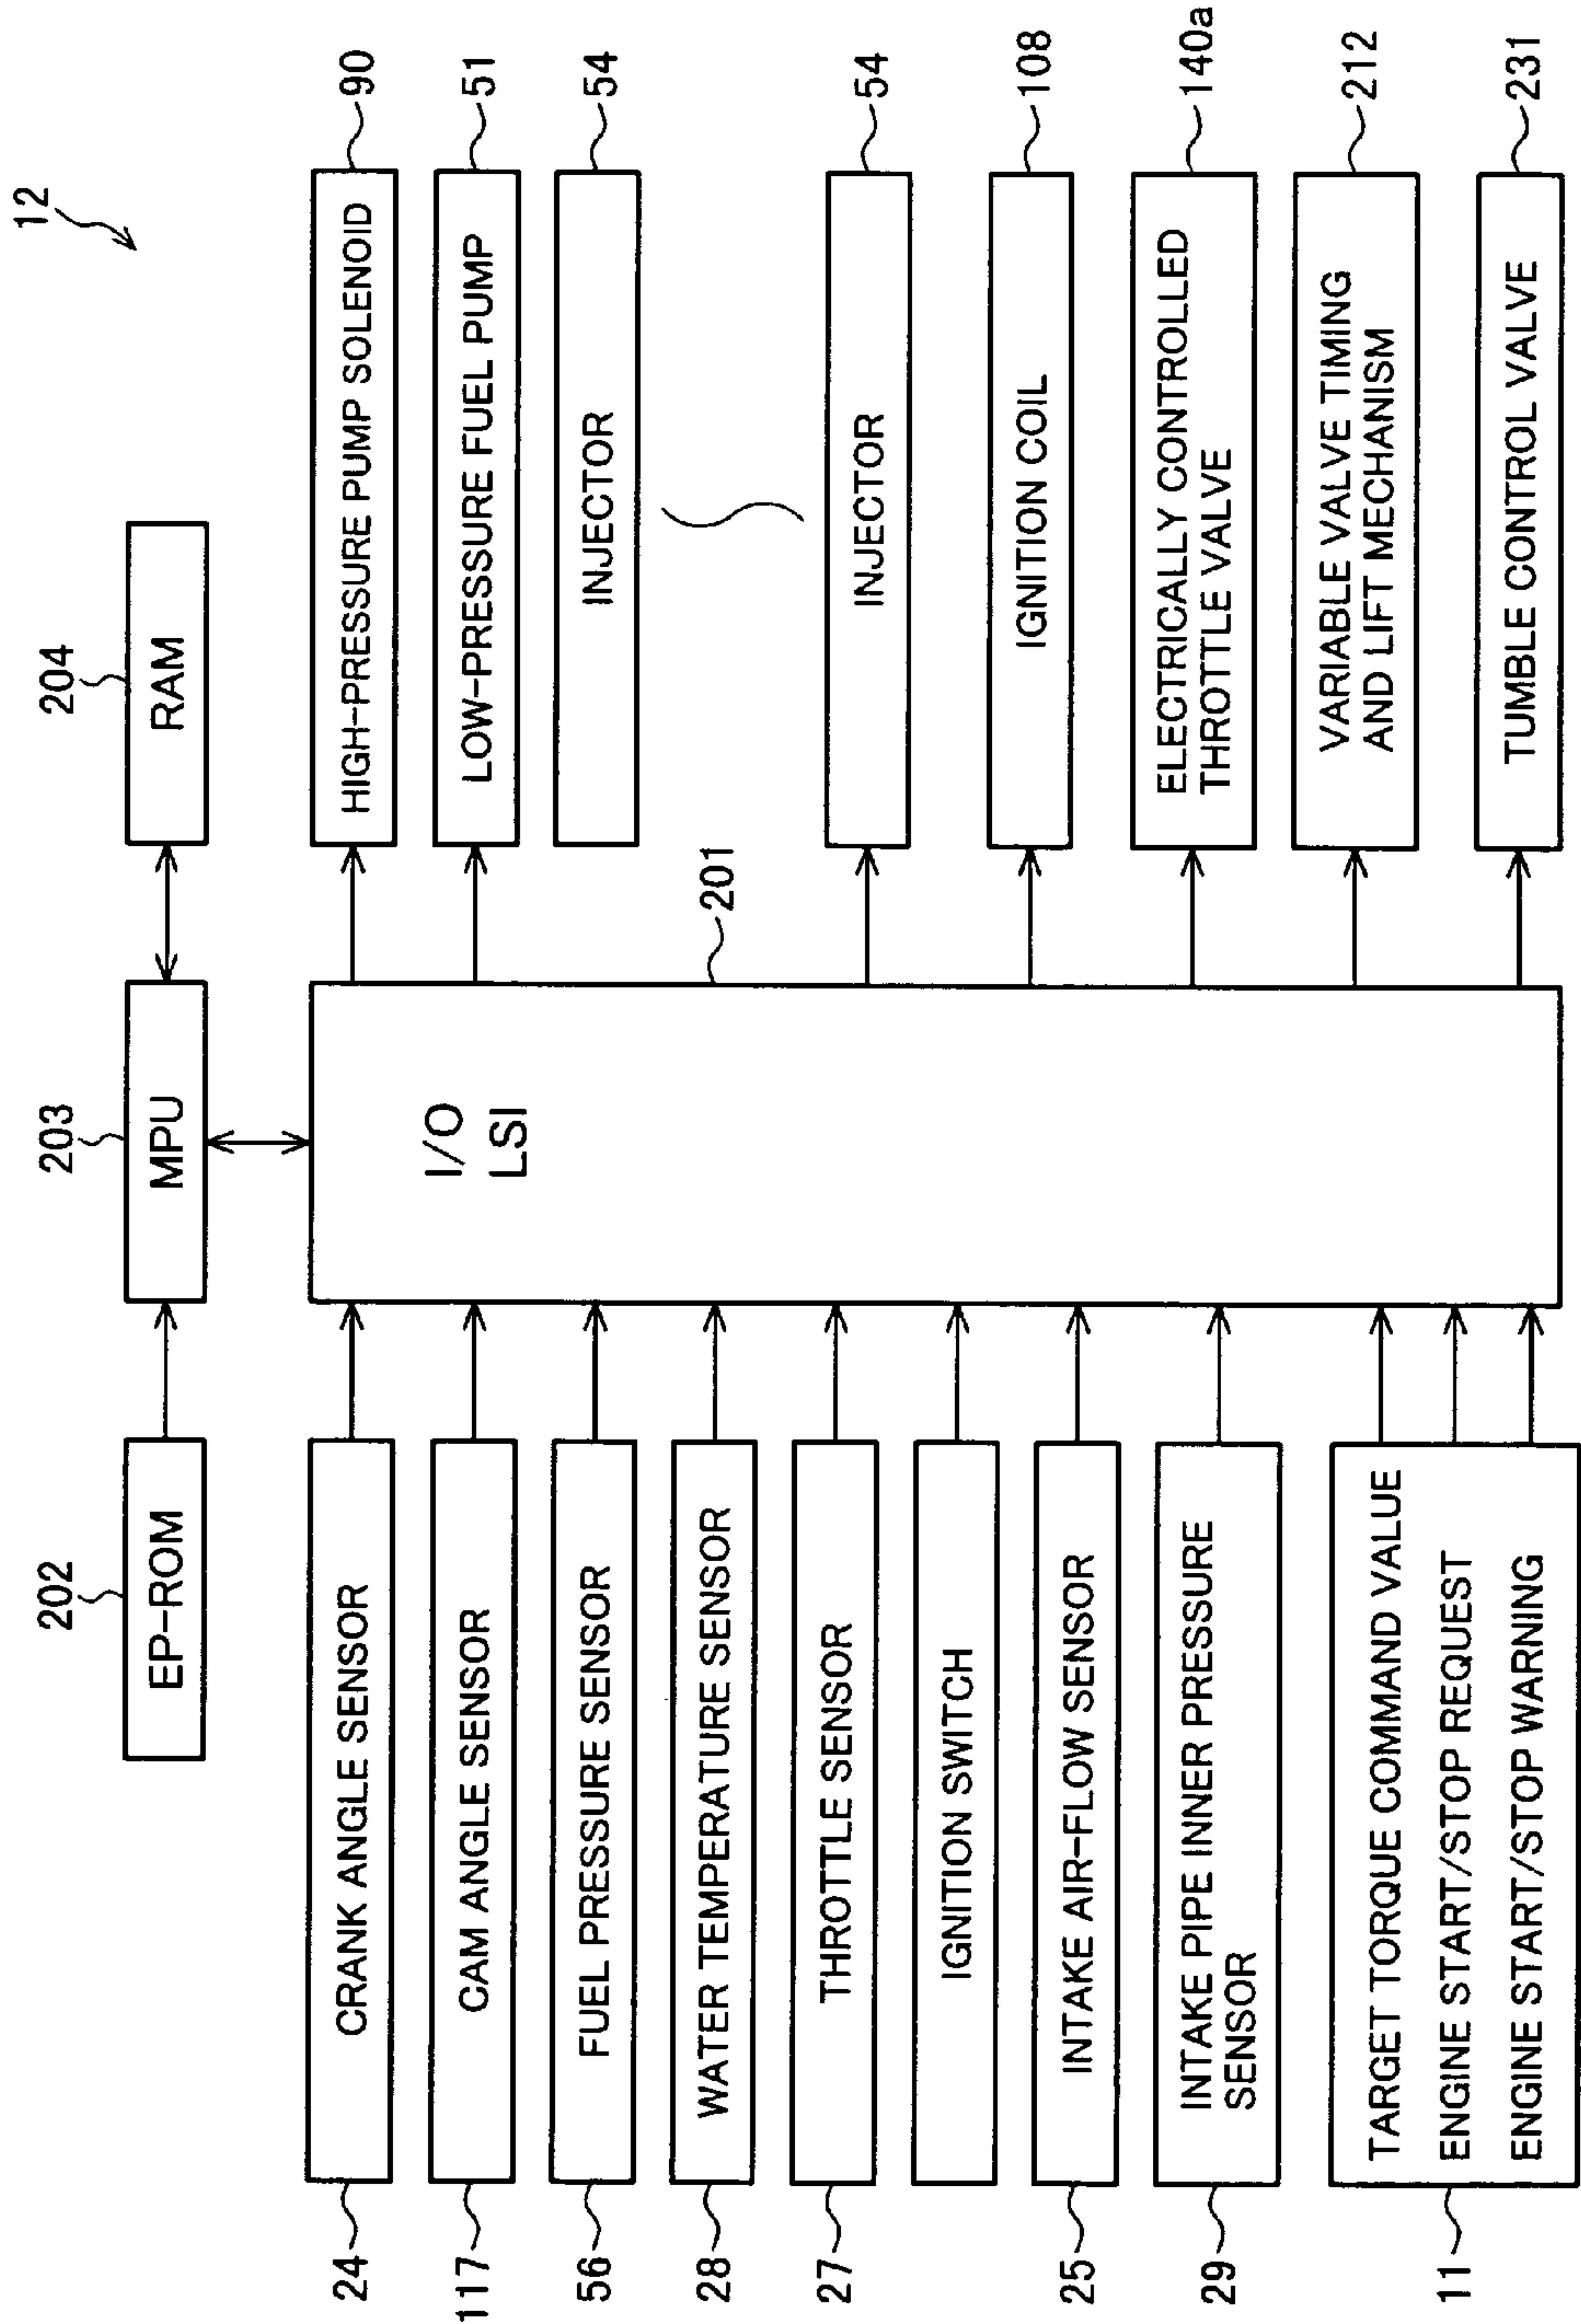 12
202
203
204
EP-ROM
MPU
RAM
201
I/O
LSI
24
CRANK ANGLE SENSOR
117
CAM ANGLE SENSOR
56
FUEL PRESSURE SENSOR
28
WATER TEMPERATURE SENSOR
27
THROTTLE SENSOR
IGNITION SWITCH
25
INTAKE AIR-FLOW SENSOR
29
INTAKE PIPE INNER PRESSURE
SENSOR
11
TARGET TORQUE COMMAND VALUE
ENGINE START/STOP REQUEST
ENGINE START/STOP WARNING
HIGH-PRESSURE PUMP SOLENOID
90
LOW-PRESSURE FUEL PUMP
51
INJECTOR
54
INJECTOR
54
IGNITION COIL
108
ELECTRICALLY CONTROLLED
THROTTLE VALVE
140a
VARIABLE VALVE TIMING
AND LIFT MECHANISM
212
TUMBLE CONTROL VALVE
231